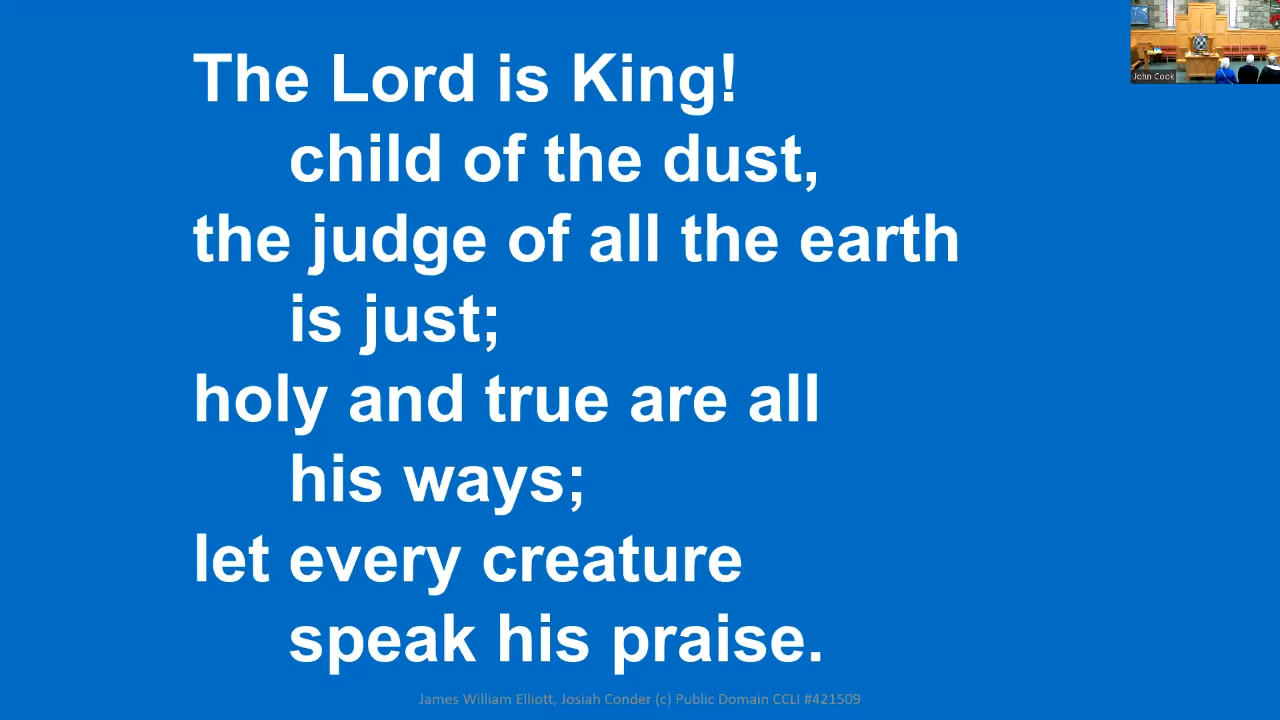 The Lord is King!
child of the dust,
the judge of all the earth
is just;
holy and true are all
his ways;
let every creature
speak his praise.
James William Elliott, Josiah Conder (c) Public Domain CCLI #421509
John Cook